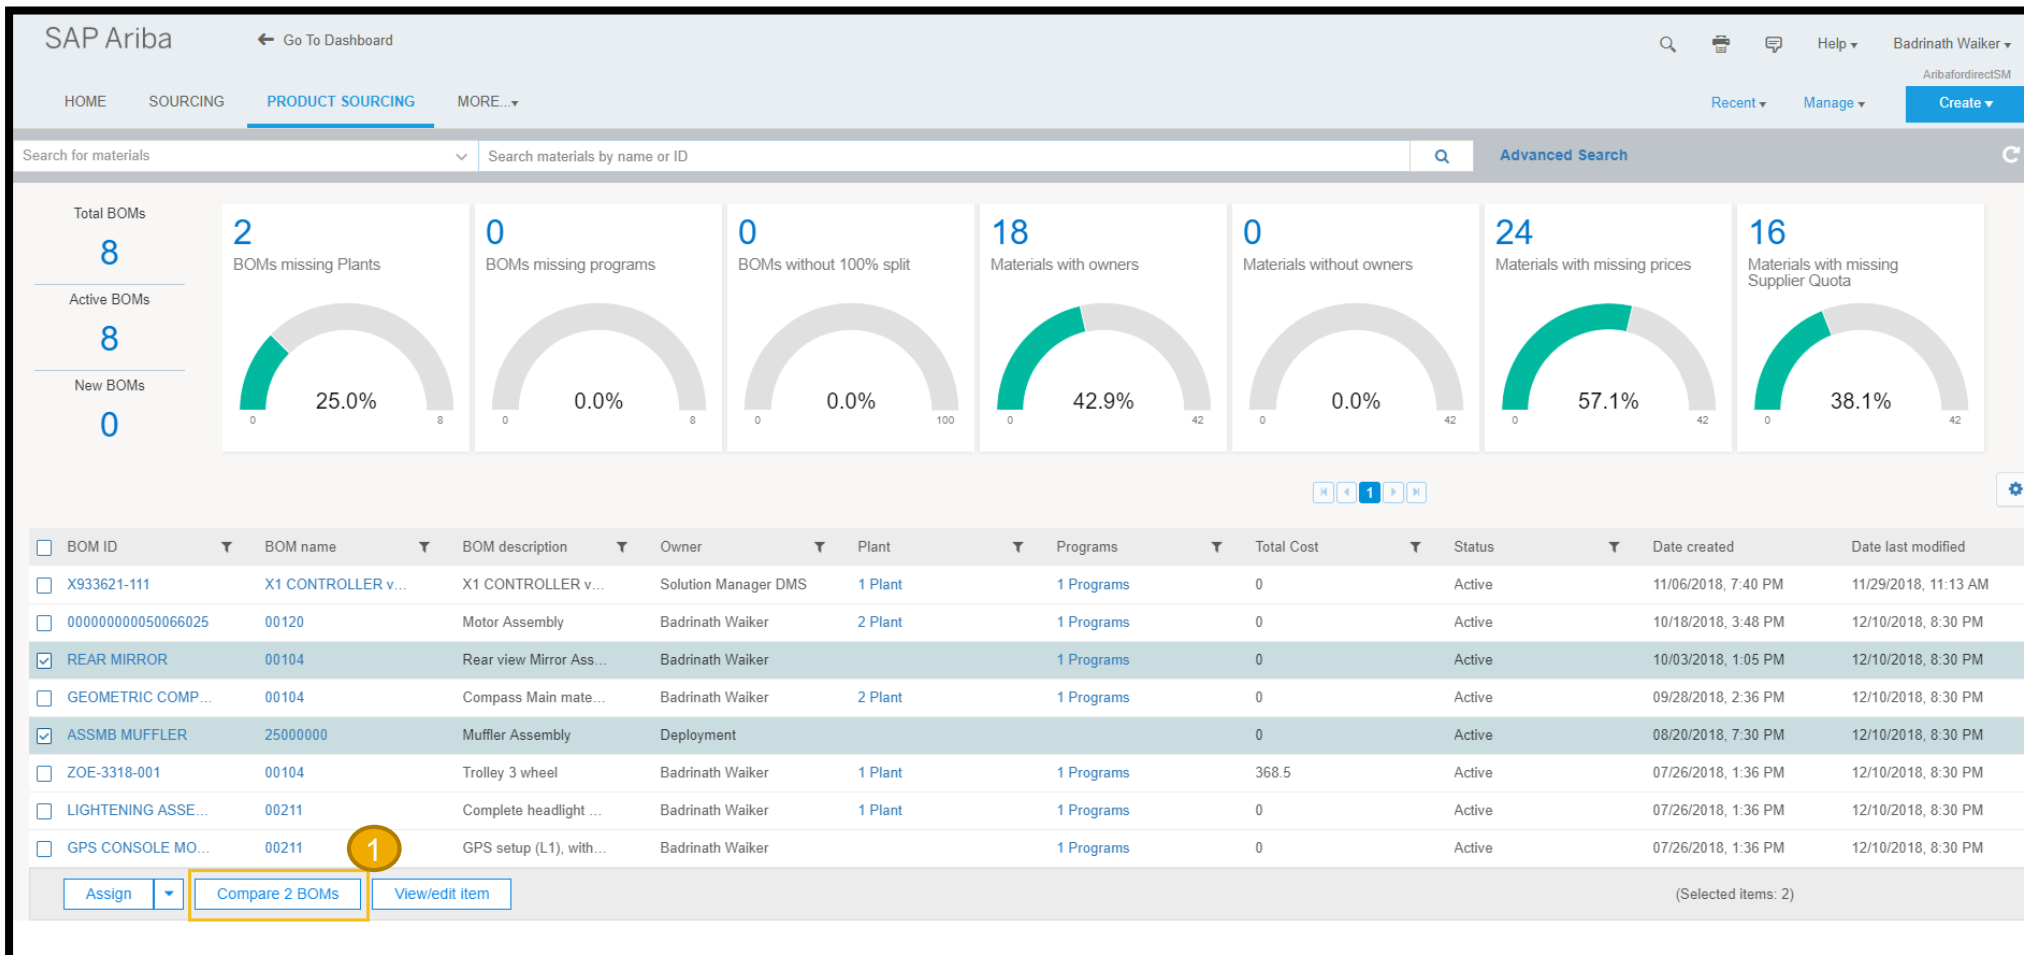 SAP Ariba
Go To Dashboard
Help
Badrinath Waiker
AribafordirectSM
HOME SOURCING PRODUCT SOURCING MORE...
Recent Manage Create
Search for materials
Search materials by name or ID
Advanced Search
Total BOMs
8
Active BOMs
8
New BOMs
0
2
BOMs missing Plants
25.0%
0 8
0
BOMs missing programs
0.0%
0 8
0
BOMs without 100% split
0.0%
0 100
18
Materials with owners
42.9%
0 42
0
Materials without owners
0.0%
0 42
24
Materials with missing prices
57.1%
0 42
16
Materials with missing
Supplier Quota
38.1%
0 42
1
BOM ID BOM name BOM description Owner Plant Programs Total Cost Status Date created Date last modified
X933621-111 X1 CONTROLLER v... X1 CONTROLLER v... Solution Manager DMS 1 Plant 1 Programs 0 Active 11/06/2018, 7:40 PM 11/29/2018, 11:13 AM
000000000050066025 00120 Motor Assembly Badrinath Waiker 2 Plant 1 Programs 0 Active 10/18/2018, 3:48 PM 12/10/2018, 8:30 PM
REAR MIRROR 00104 Rear view Mirror Ass... Badrinath Waiker 1 Programs 0 Active 10/03/2018, 1:05 PM 12/10/2018, 8:30 PM
GEOMETRIC COMP... 00104 Compass Main mate... Badrinath Waiker 2 Plant 1 Programs 0 Active 09/28/2018, 2:36 PM 12/10/2018, 8:30 PM
ASSMB MUFFLER 25000000 Muffler Assembly Deployment 0 Active 08/20/2018, 7:30 PM 12/10/2018, 8:30 PM
ZOE-3318-001 00104 Trolley 3 wheel Badrinath Waiker 1 Plant 1 Programs 368.5 Active 07/26/2018, 1:36 PM 12/10/2018, 8:30 PM
LIGHTENING ASSE... 00211 Complete headlight ... Badrinath Waiker 1 Plant 1 Programs 0 Active 07/26/2018, 1:36 PM 12/10/2018, 8:30 PM
GPS CONSOLE MO... 00211 GPS setup (L1), with... Badrinath Waiker 1 Programs 0 Active 07/26/2018, 1:36 PM 12/10/2018, 8:30 PM
1
Assign Compare 2 BOMs View/edit item (Selected items: 2)